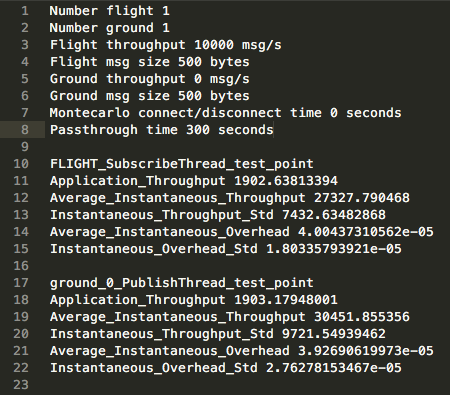 1 Number flight 1
2 Number ground 1
3 Flight throughput 10000 msg/s
4 Flight msg size 500 bytes
5 Ground throughput 0 msg/s
6 Ground msg size 500 bytes
7 Montecarlo connect/disconnect time 0 seconds
8 Passthrough time 300 seconds
9
10 FLIGHT_SubscribeThread_test_point
11 Application_Throughput 1902.63813394
12 Average_Instantaneous_Throughput 27327.790468
13 Instantaneous_Throughput_Std 7432.63482868
14 Average_Instantaneous_Overhead 4.00437310562e-05
15 Instantaneous_Overhead_Std 1.80335793921e-05
16
17 ground_0_PublishThread_test_point
18 Application_Throughput 1903.17948001
19 Average_Instantaneous_Throughput 30451.855356
20 Instantaneous_Throughput_Std 9721.54939462
21 Average_Instantaneous_Overhead 3.92690619973e-05
22 Instantaneous_Overhead_Std 2.76278153467e-05
23